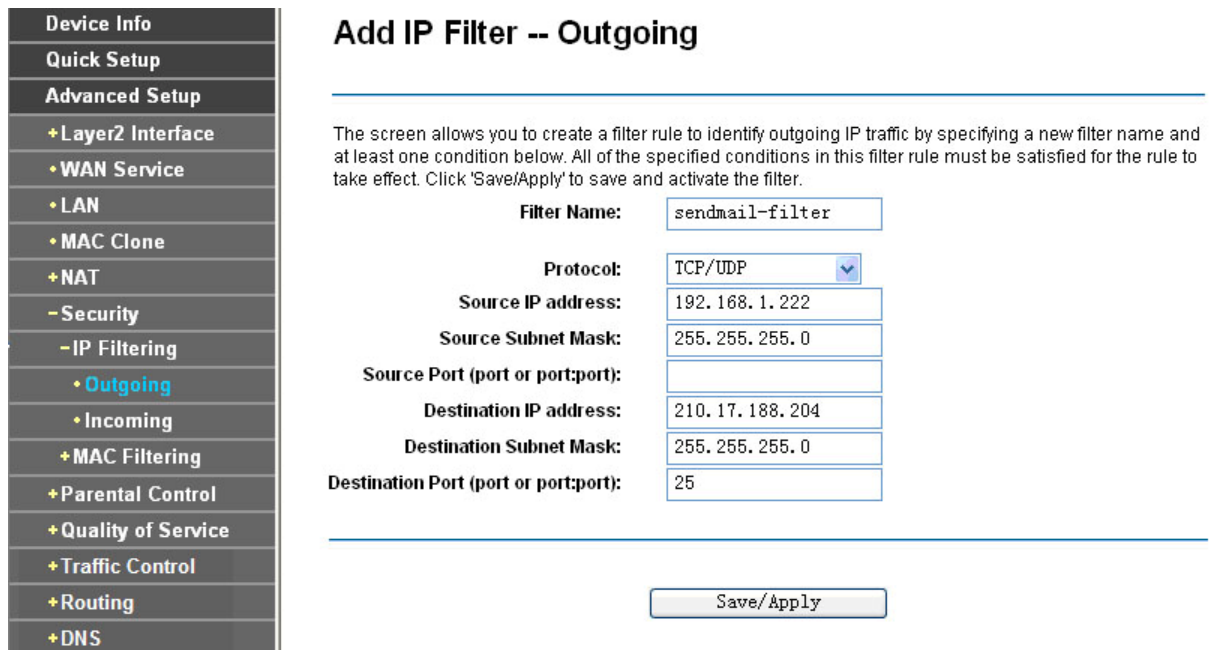 Device Info
Quick Setup
Advanced Setup
+Layer2 Interface
•WAN Service
•LAN
•MAC Clone
+NAT
-Security
-IP Filtering
•Outgoing
•Incoming
+MAC Filtering
+Parental Control
+Quality of Service
+Traffic Control
+Routing
+DNS
Add IP Filter -- Outgoing
The screen allows you to create a filter rule to identify outgoing IP traffic by specifying a new filter name and
at least one condition below. All of the specified conditions in this filter rule must be satisfied for the rule to
take effect. Click 'Save/Apply' to save and activate the filter.
Filter Name: sendmail-filter
Protocol: TCP/UDP
Source IP address: 192.168.1.222
Source Subnet Mask: 255.255.255.0
Source Port (port or port:port):
Destination IP address: 210.17.188.204
Destination Subnet Mask: 255.255.255.0
Destination Port (port or port:port): 25
Save/Apply